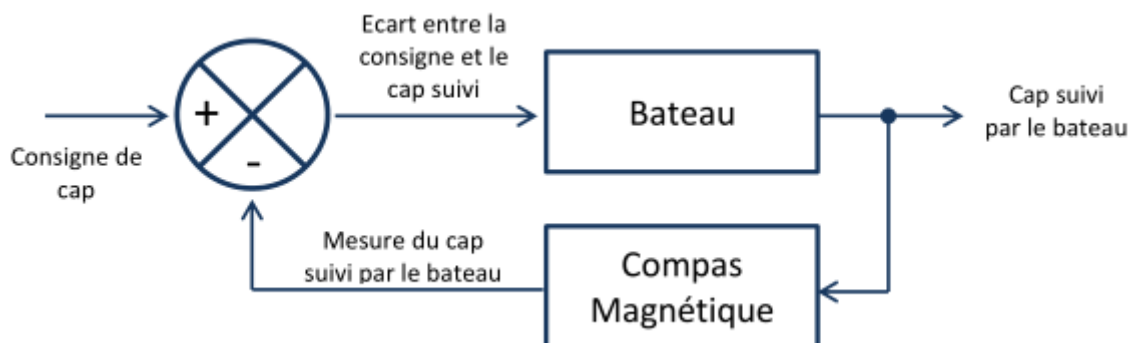 Consigne de
cap
+
-
Ecart entre la
consigne et le
cap suivi
Bateau
Cap suivi
par le bateau
Mesure du cap
suivi par le bateau
Compas
Magnétique